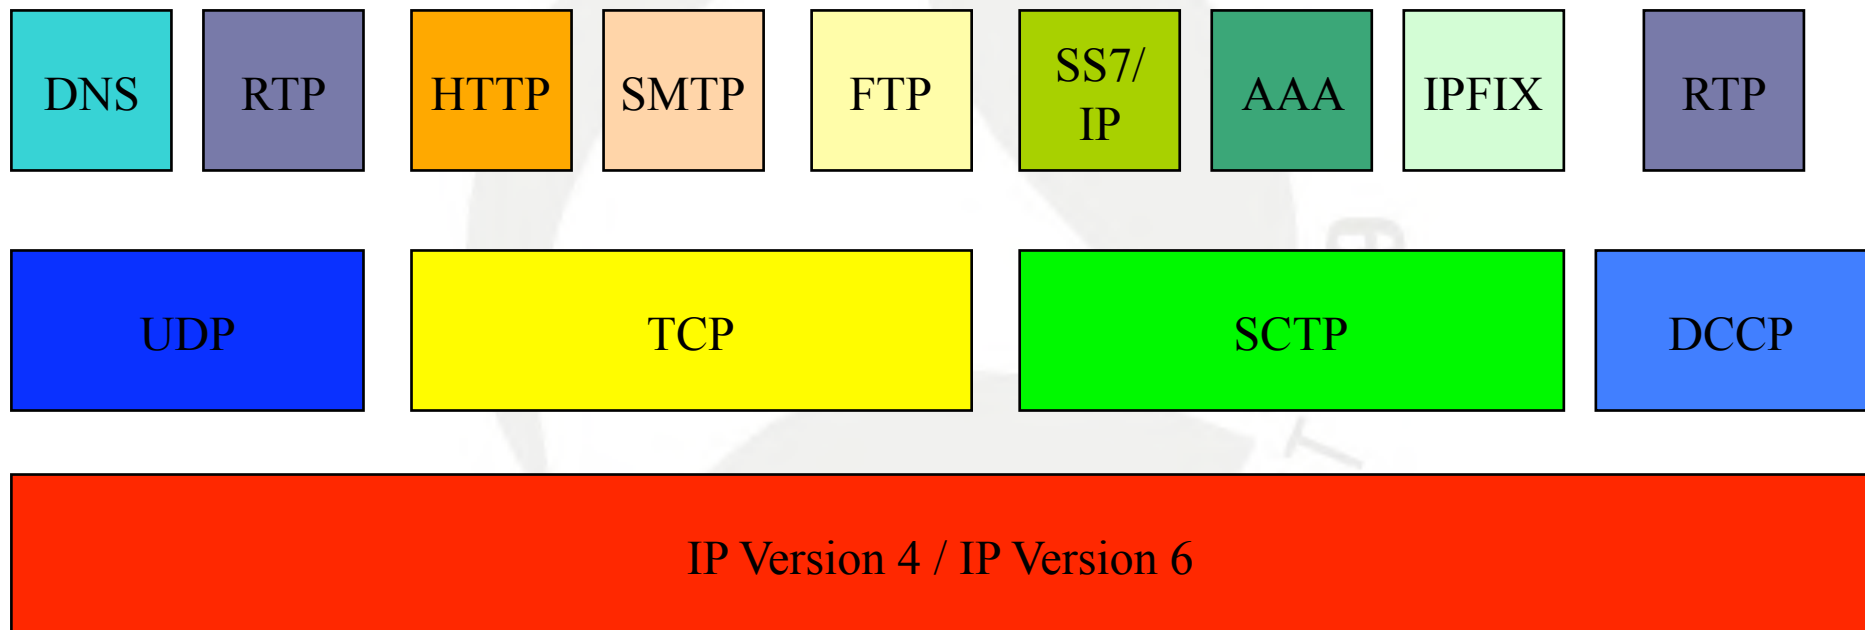 DNS
RTP
HTTP
SMTP
FTP
SS7/
IP
AAA
IPFIX
RTP
UDP
TCP
SCTP
DCCP
IP Version 4 / IP Version 6